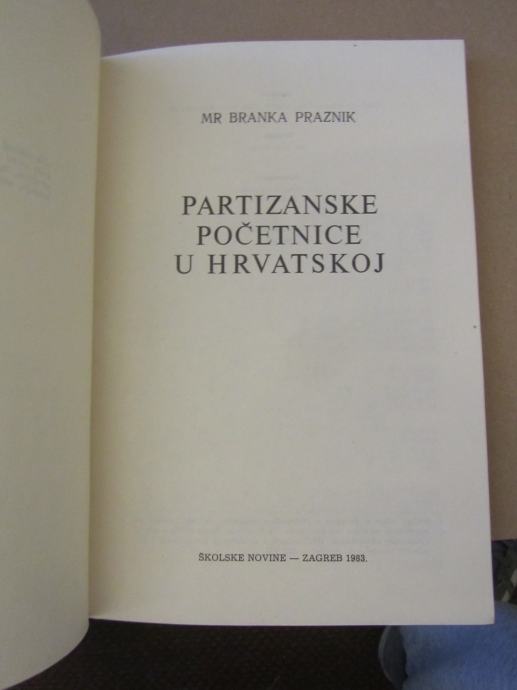 MR BRANKA PRAZNIK
PARTIZANSKE
POČETNICE
U HRVATSKOJ
ŠKOLSKE NOVINE — ZAGREB 1983.